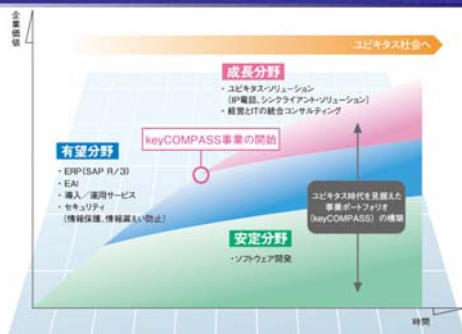 企業価値
ユビキタス社会へ
成長分野
・ユビキタス・ソリューション
(IP電話、シンクライアント・ソリューション)
・経営とITの統合コンサルティング
keyCOMPASS事業の開始
有望分野
・ERP(SAP R/3)
・EAI
・導入/運用サービス
・セキュリティ
(情報保護、情報漏えい防止)
ユビキタス時代を見据えた
事業ポートフォリオ
(keyCOMPASS)の構築
安定分野
・ソフトウェア開発
時間